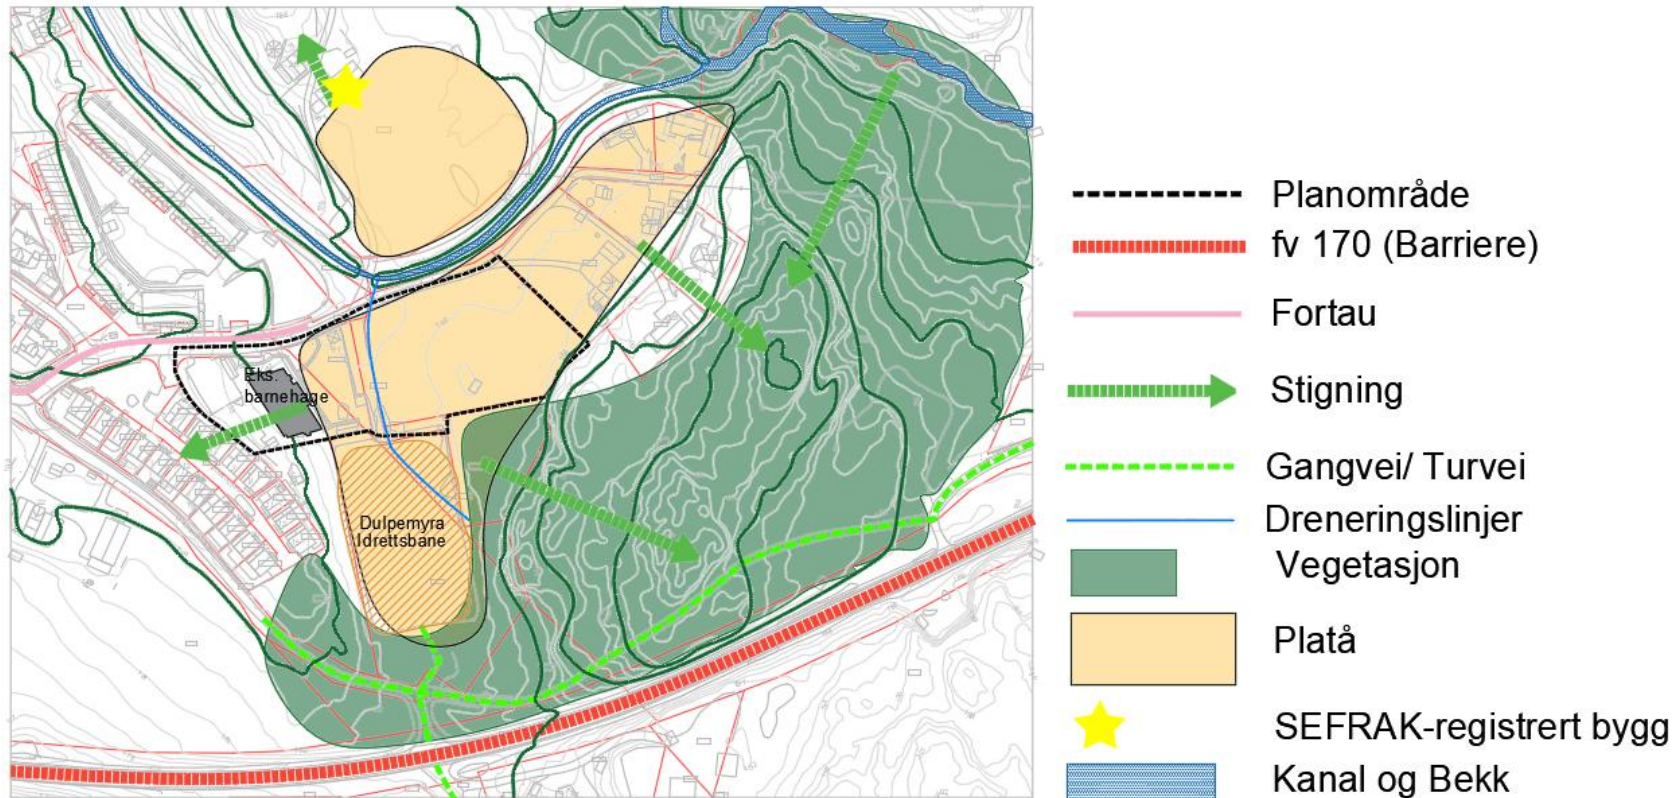 Eks.
barnehage
Dulpemyra
Idrettsbane
Planområde
fv 170 (Barriere)
Fortau
Stigning
Gangvei/ Turvei
Dreneringslinjer
Vegetasjon
Platå
SEFRAK-registrert bygg
Kanal og Bekk